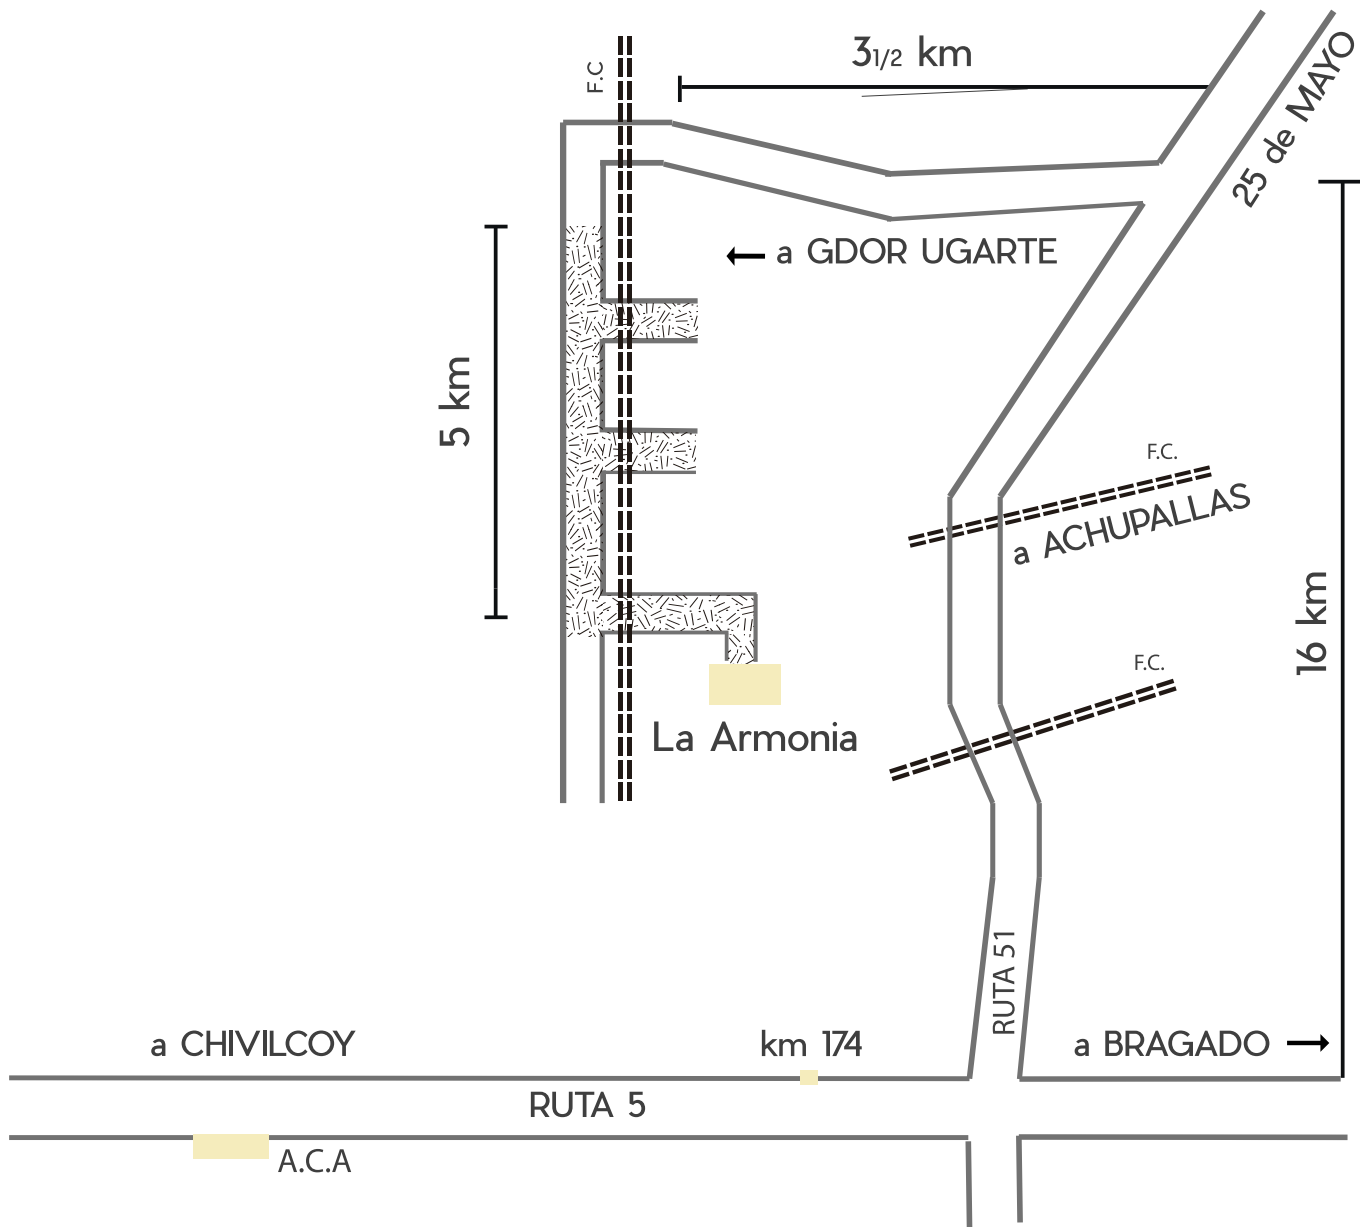 3 1/2 km
F.C
25 de MAYO
a GDOR UGARTE
5 km
F.C.
a ACHUPALLAS
16 km
F.C.
La Armonia
RUTA 51
a CHIVILCOY
km 174
a BRAGADO
RUTA 5
A.C.A